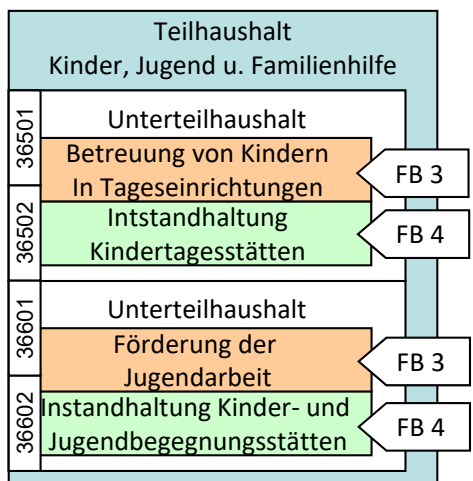 Teilhaushalt
Kinder, Jugend u. Familienhilfe
36501
Unterteilhaushalt
Betreuung von Kindern
In Tageseinrichtungen
FB 3
36502
Intstandhaltung
Kindertagesstätten
FB 4
36601
Unterteilhaushalt
Förderung der
Jugendarbeit
FB 3
36602
Instandhaltung Kinder- und
Jugendbegegnungsstätten
FB 4